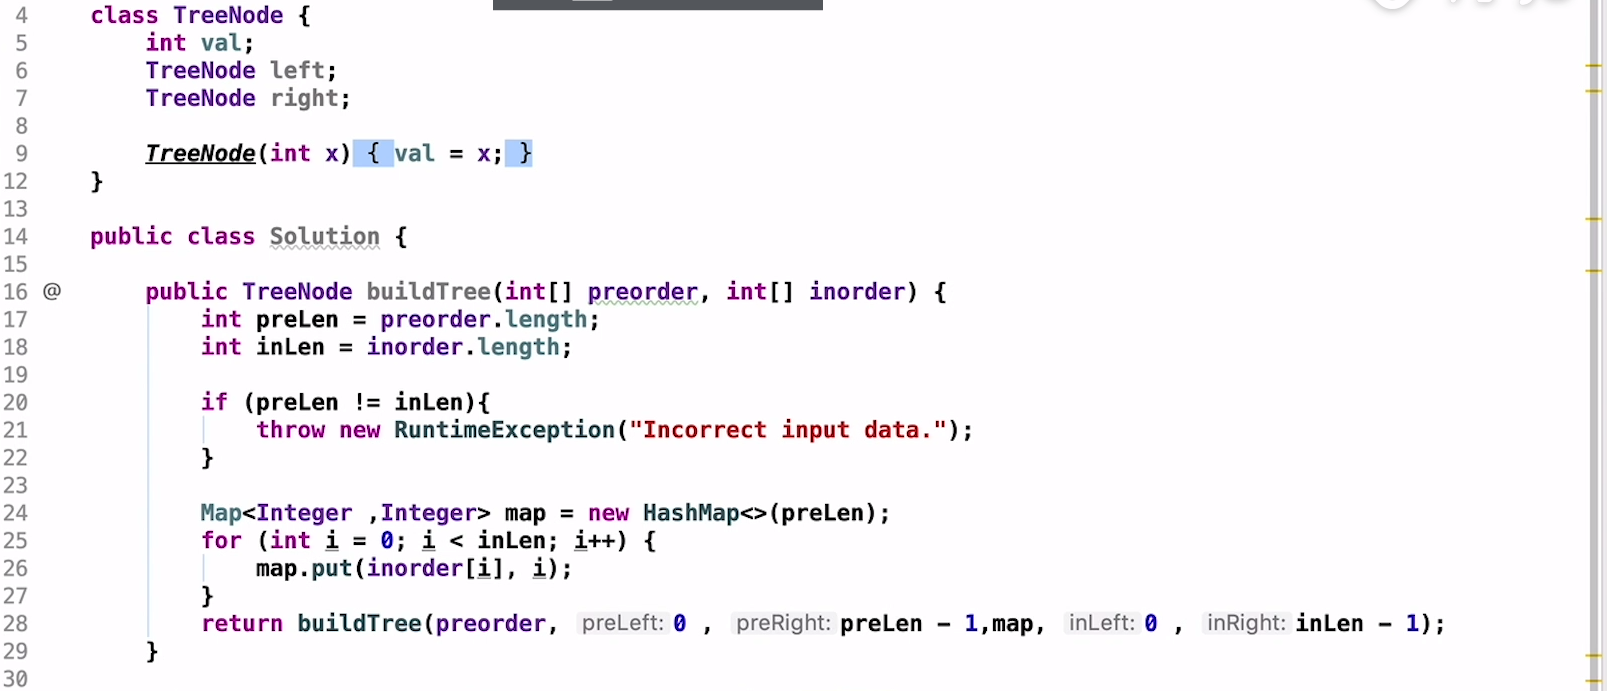 4 class TreeNode {
5 int val;
6 TreeNode left;
7 TreeNode right;
8
9 TreeNode(int x) { val = x; }
12 }
13
14 public class Solution {
15
16 @ public TreeNode buildTree(int[] preorder, int[] inorder) {
17 int preLen = preorder.length;
18 int inLen = inorder.length;
19
20 if (preLen != inLen){
21 throw new RuntimeException("Incorrect input data.");
22 }
23
24 Map<Integer ,Integer> map = new HashMap<>(preLen);
25 for (int i = 0; i < inLen; i++) {
26 map.put(inorder[i], i);
27 }
28 return buildTree(preorder, preLeft: 0 , preRight: preLen - 1,map, inLeft: 0 , inRight: inLen - 1);
29 }
30